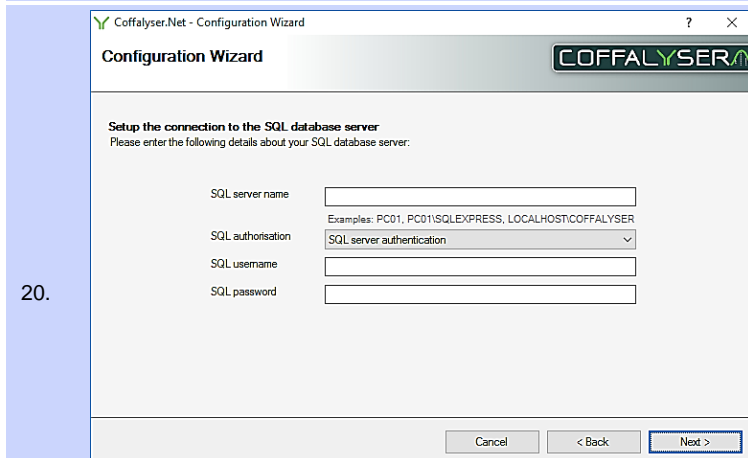 Coffalyser.Net - Configuration Wizard ? ×
Configuration Wizard COFFALYSER
Setup the connection to the SQL database server
Please enter the following details about your SQL database server:
SQL server name
Examples: PC01, PC01\SQLEXPRESS, LOCALHOST\COFFALYSER
SQL authorisation SQL server authentication
SQL username
20.
SQL password
Cancel < Back Next >